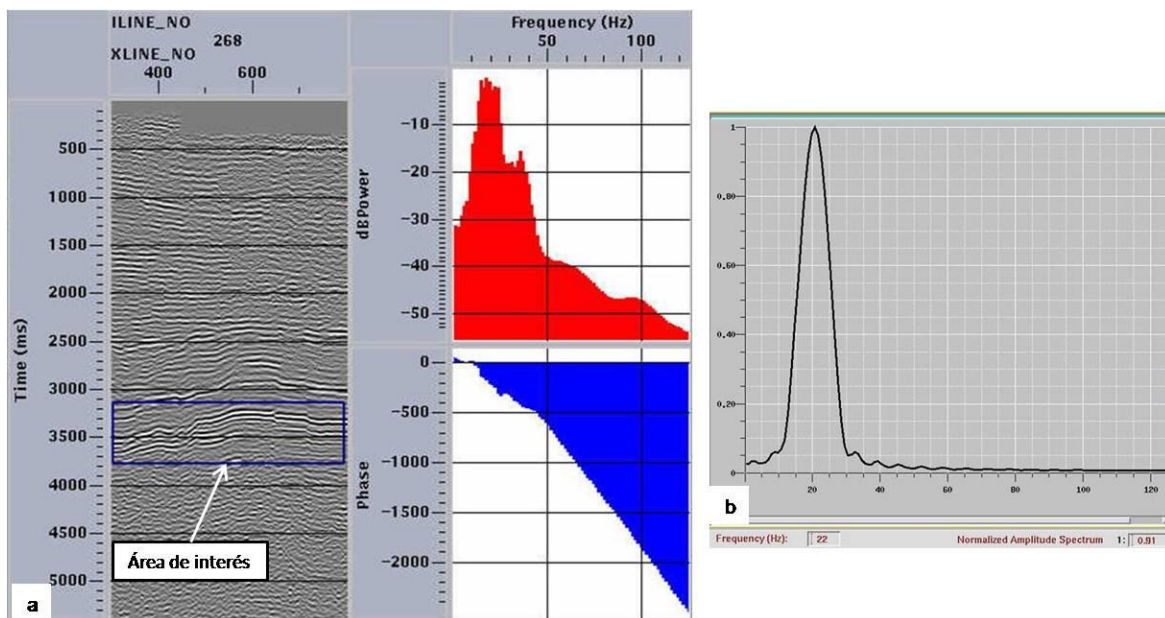 ILINE_NO
268
XLINE_NO
400 600
Time (ms)
500
1000
1500
2000
2500
3000
3500
4000
4500
5000
Área de interés
a
Frequency (Hz)
50 100
dBPower
-10
-20
-30
-40
-50
Phase
0
-500
-1000
-1500
-2000
1
0.80
0.60
0.40
0.20
0
0 20 40 60 80 100 120
b
Frequency (Hz): 22 Normalized Amplitude Spectrum 1: 0.91